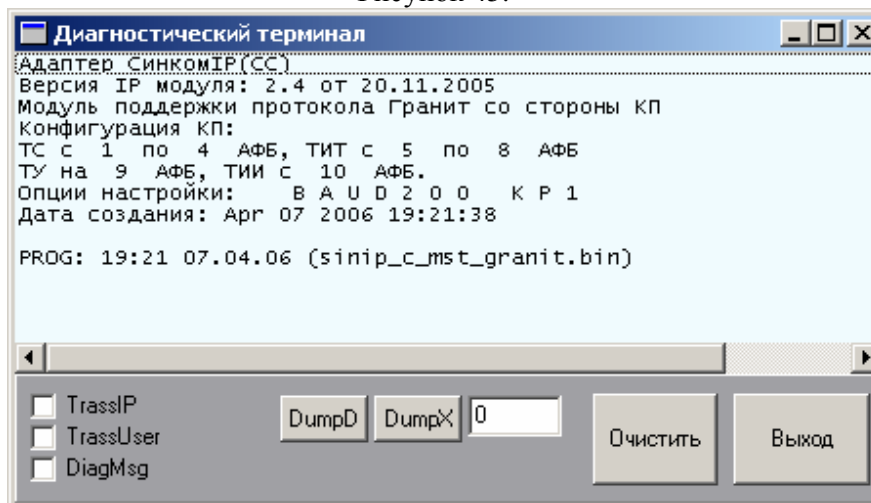 Диагностический терминал
Адаптер СинкомIP(СС)
Версия IP модуля: 2.4 от 20.11.2005
Модуль поддержки протокола Гранит со стороны КП
Конфигурация КП:
ТС с 1 по 4 АФБ, ТИТ с 5 по 8 АФБ
ТУ на 9 АФБ, ТИИ с 10 АФБ.
Опции настройки: B A U D 2 0 0 K P 1
Дата создания: Apr 07 2006 19:21:38
PROG: 19:21 07.04.06 (sinip_c_mst_granit.bin)
TrassIP
TrassUser
DiagMsg
DumpD DumpX 0
Очистить Выход